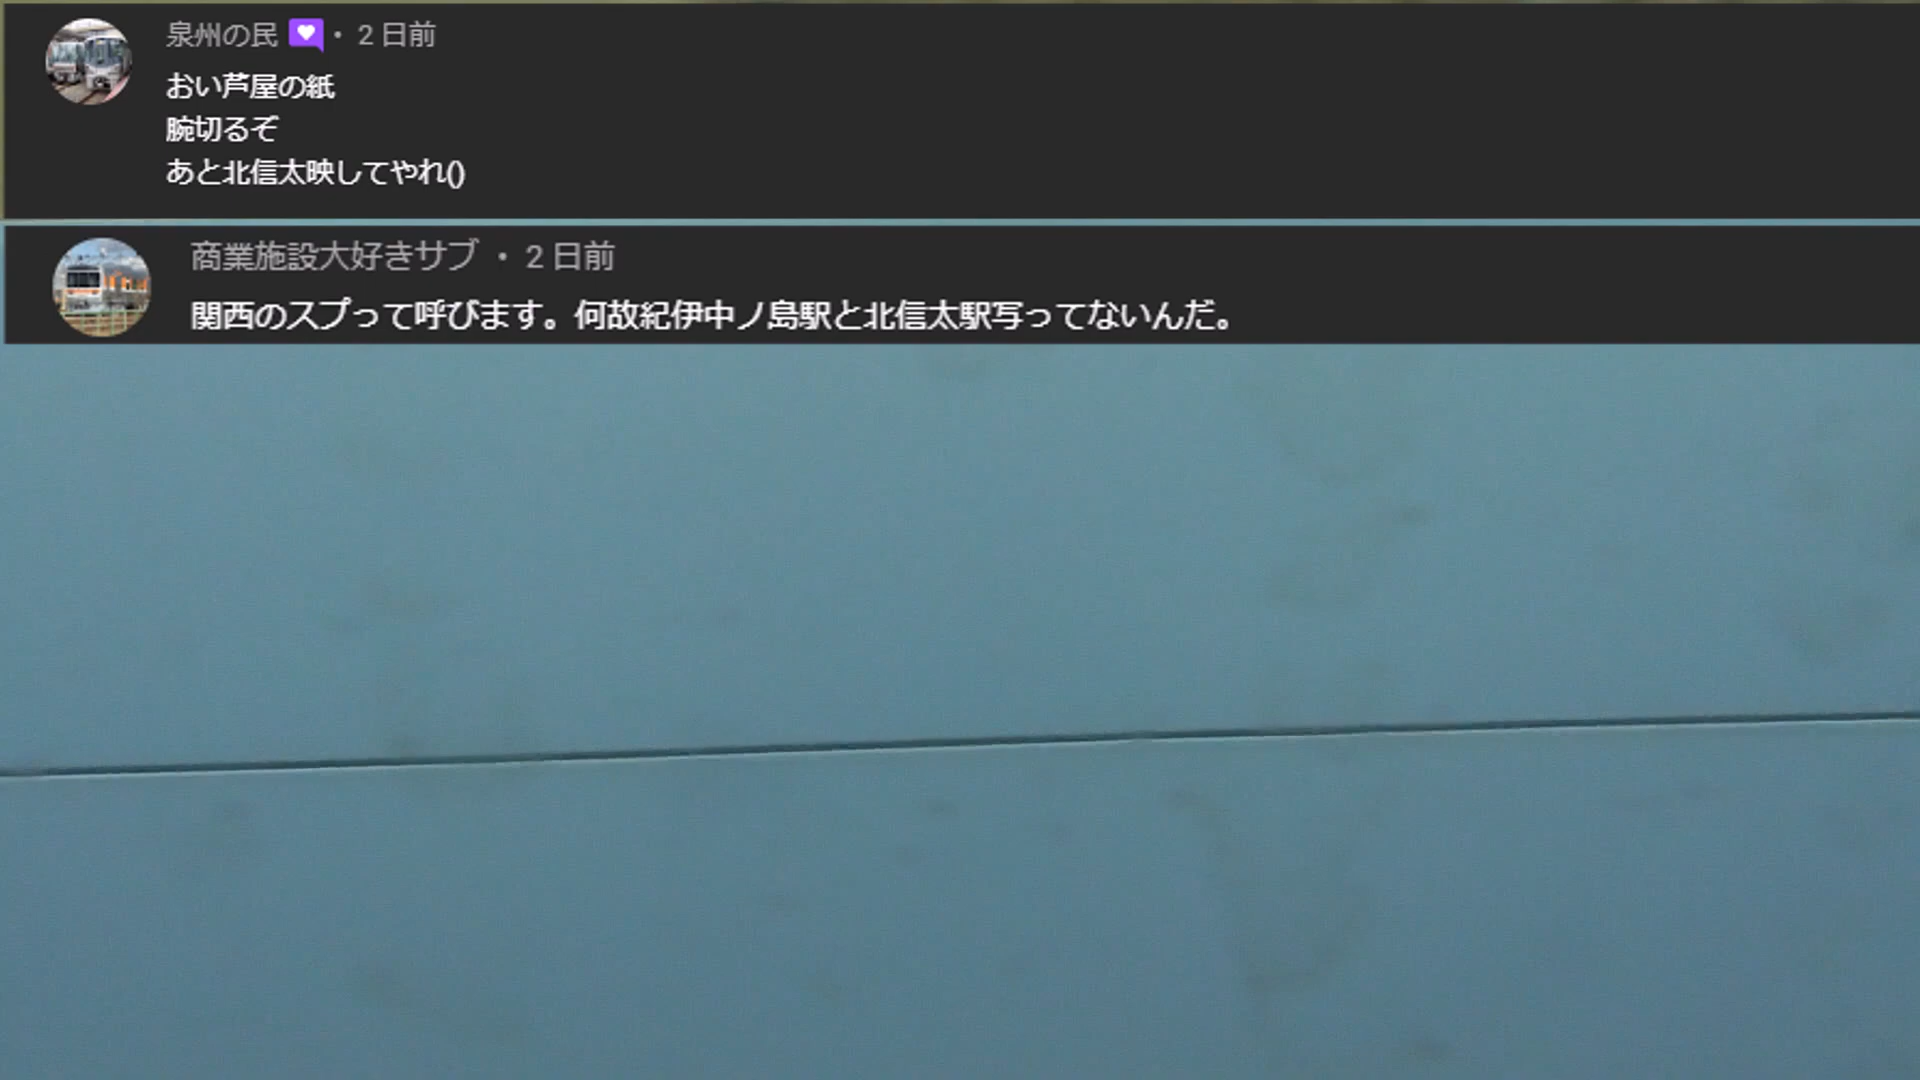 泉州の民 ・ 2 日前
おい芦屋の紙
腕切るぞ
あと北信太映してやれ()
商業施設大好きサブ ・ 2 日前
関西のスプって呼びます。何故紀伊中ノ島駅と北信太駅写ってないんだ。